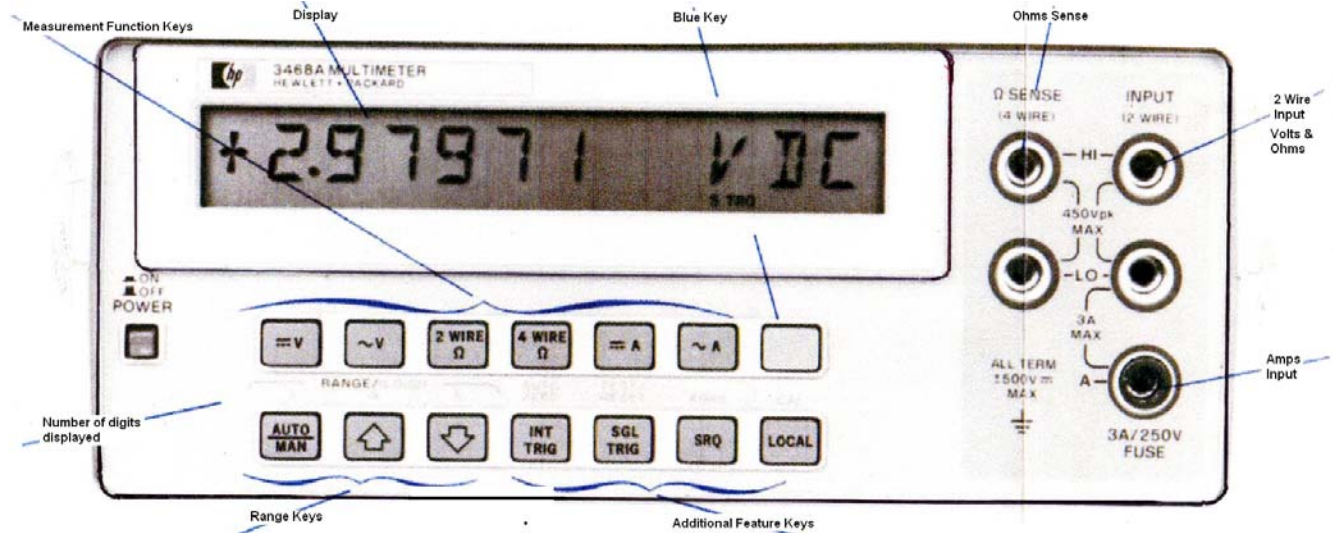 Measurement Function Keys
Display
Blue Key
Ohms Sense
hp
3468A MULTIMETER
HEWLETT • PACKARD
+2.97971 V DC
S TRG
Ω SENSE
(4 WIRE)
INPUT
(2 WIRE)
2 Wire
Input
Volts &
Ohms
HI
450Vpk
MAX
LO
3A
MAX
ALL TERM
±500V
MAX
A
3A/250V
FUSE
Amps
Input
ON
OFF
POWER
V
~V
2 WIRE
Ω
4 WIRE
Ω
A
~A
RANGE/
Number of digits
displayed
AUTO
MAN
INT
TRIG
SGL
TRIG
SRQ
LOCAL
Range Keys
Additional Feature Keys